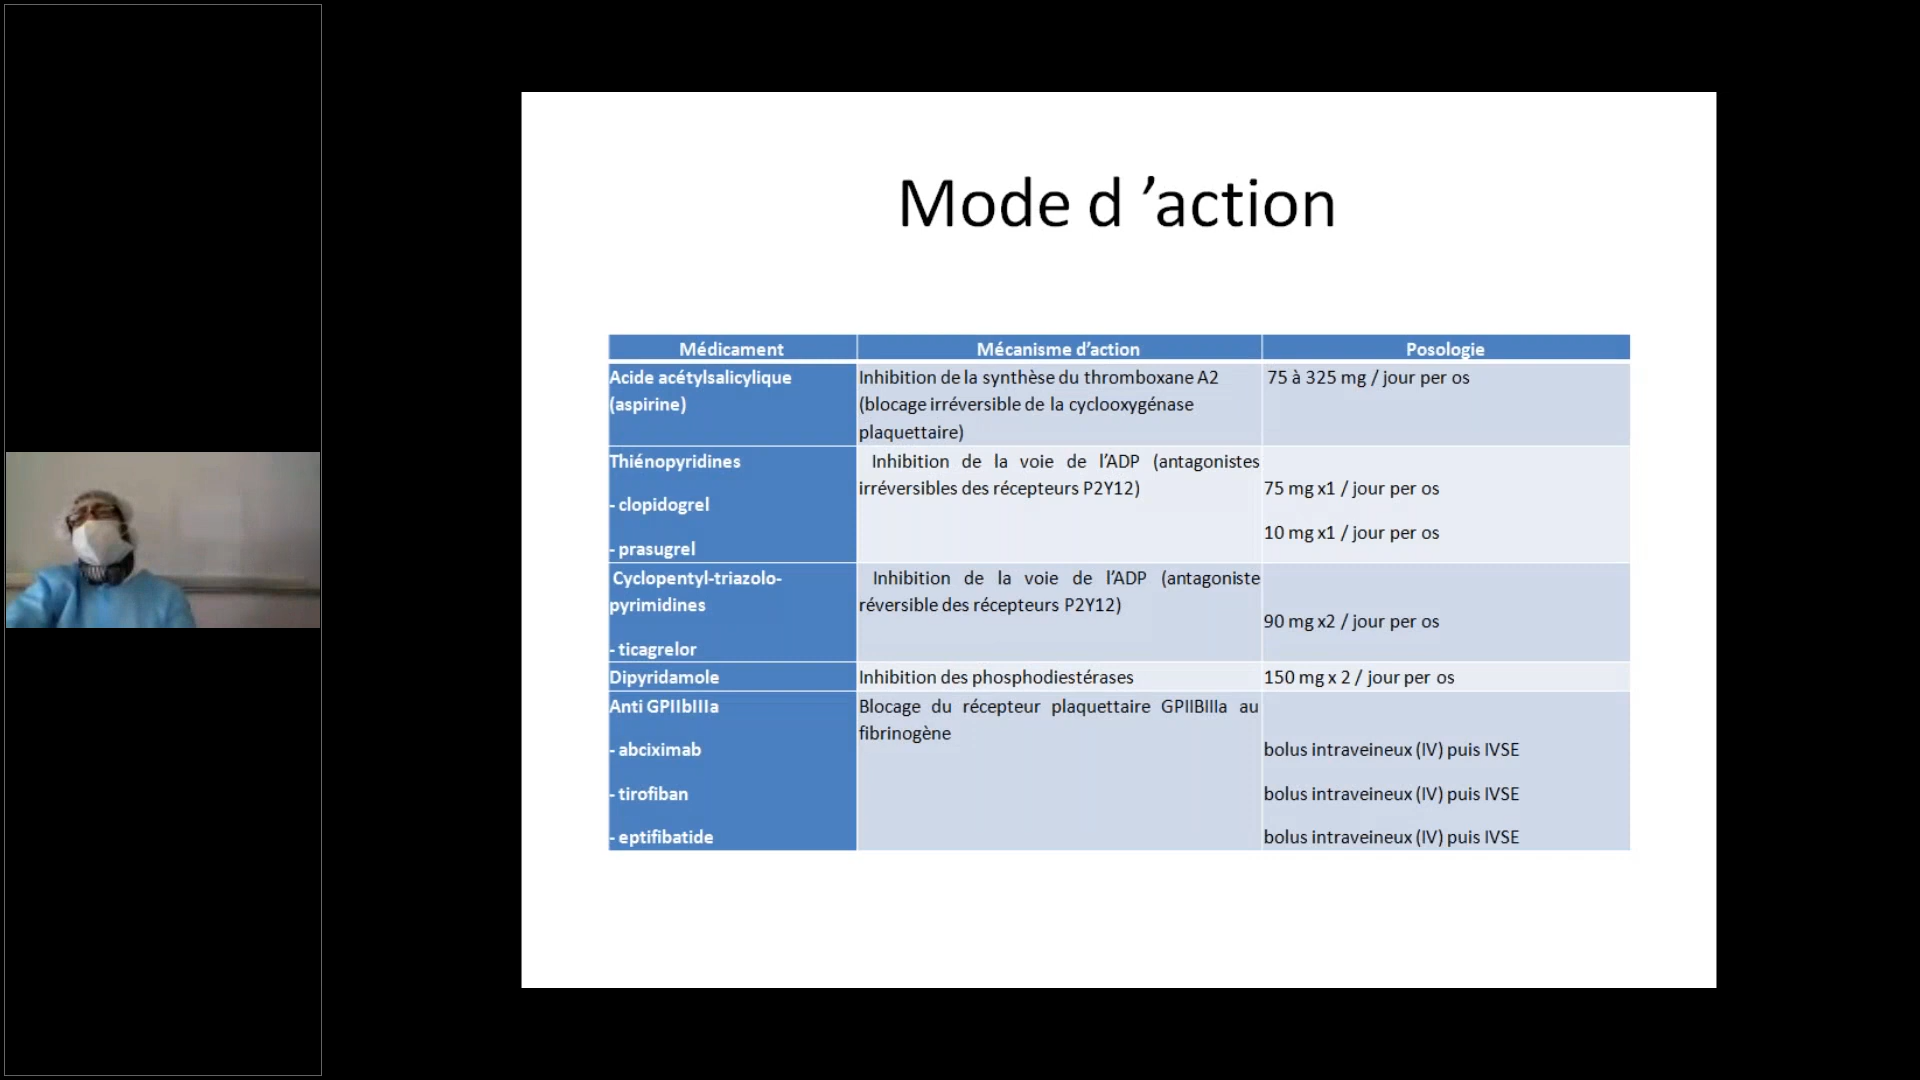 Mode d ’action
Médicament
Mécanisme d’action
Posologie
Acide acétylsalicylique
(aspirine)
Inhibition de la synthèse du thromboxane A2
(blocage irréversible de la cyclooxygénase
plaquettaire)
75 à 325 mg / jour per os
Thiénopyridines
- clopidogrel
- prasugrel
Inhibition de la voie de l’ADP (antagonistes
irréversibles des récepteurs P2Y12)
75 mg x1 / jour per os
10 mg x1 / jour per os
Cyclopentyl-triazolo-
pyrimidines
- ticagrelor
Inhibition de la voie de l’ADP (antagoniste
réversible des récepteurs P2Y12)
90 mg x2 / jour per os
Dipyridamole
Inhibition des phosphodiestérases
150 mg x 2 / jour per os
Anti GPIIbIIIa
- abciximab
- tirofiban
- eptifibatide
Blocage du récepteur plaquettaire GPIIBIIIa au
fibrinogène
bolus intraveineux (IV) puis IVSE
bolus intraveineux (IV) puis IVSE
bolus intraveineux (IV) puis IVSE